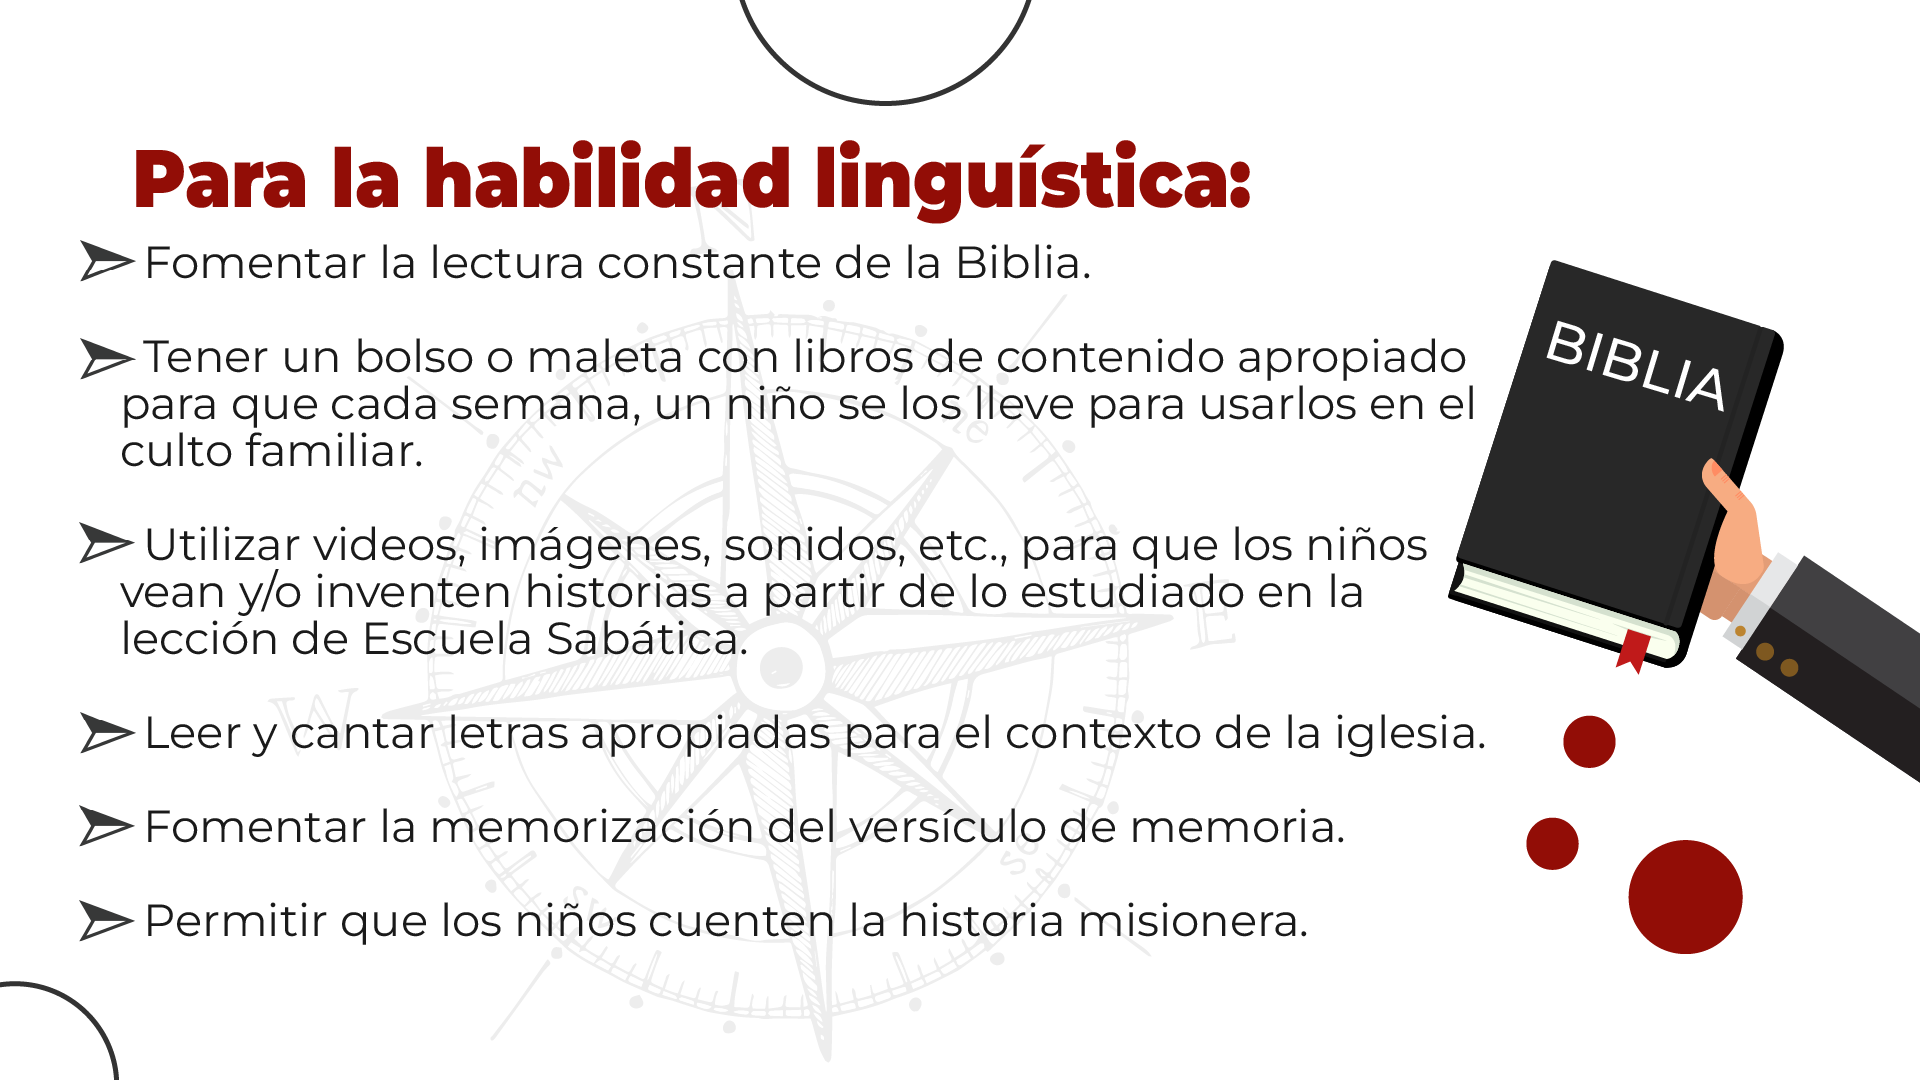 Para la habilidad linguística:
Fomentar la lectura constante de la Biblia.
Tener un bolso o maleta con libros de contenido apropiado
para que cada semana, un niño se los lleve para usarlos en el
culto familiar.
Utilizar videos, imágenes, sonidos, etc., para que los niños
vean y/o inventen historias a partir de lo estudiado en la
lección de Escuela Sabática.
Leer y cantar letras apropiadas para el contexto de la iglesia.
Fomentar la memorización del versículo de memoria.
Permitir que los niños cuenten la historia misionera.
BIBLIA
N
nw
ne
W
E
se